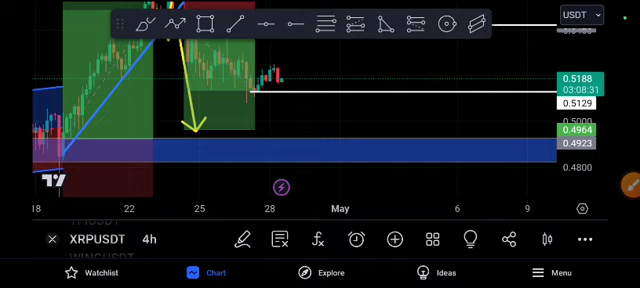 USDT
0.5188
03:08:31
0.5129
0.5000
0.4964
0.4923
0.4800
18 22 25 28 May 6 9
XRPUSDT 4h
Watchlist Chart Explore Ideas Menu